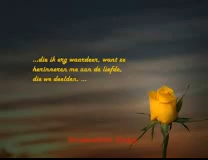 ...die ik erg waardeer, want ze
herinneren me aan de liefde,
die we deelden. ...